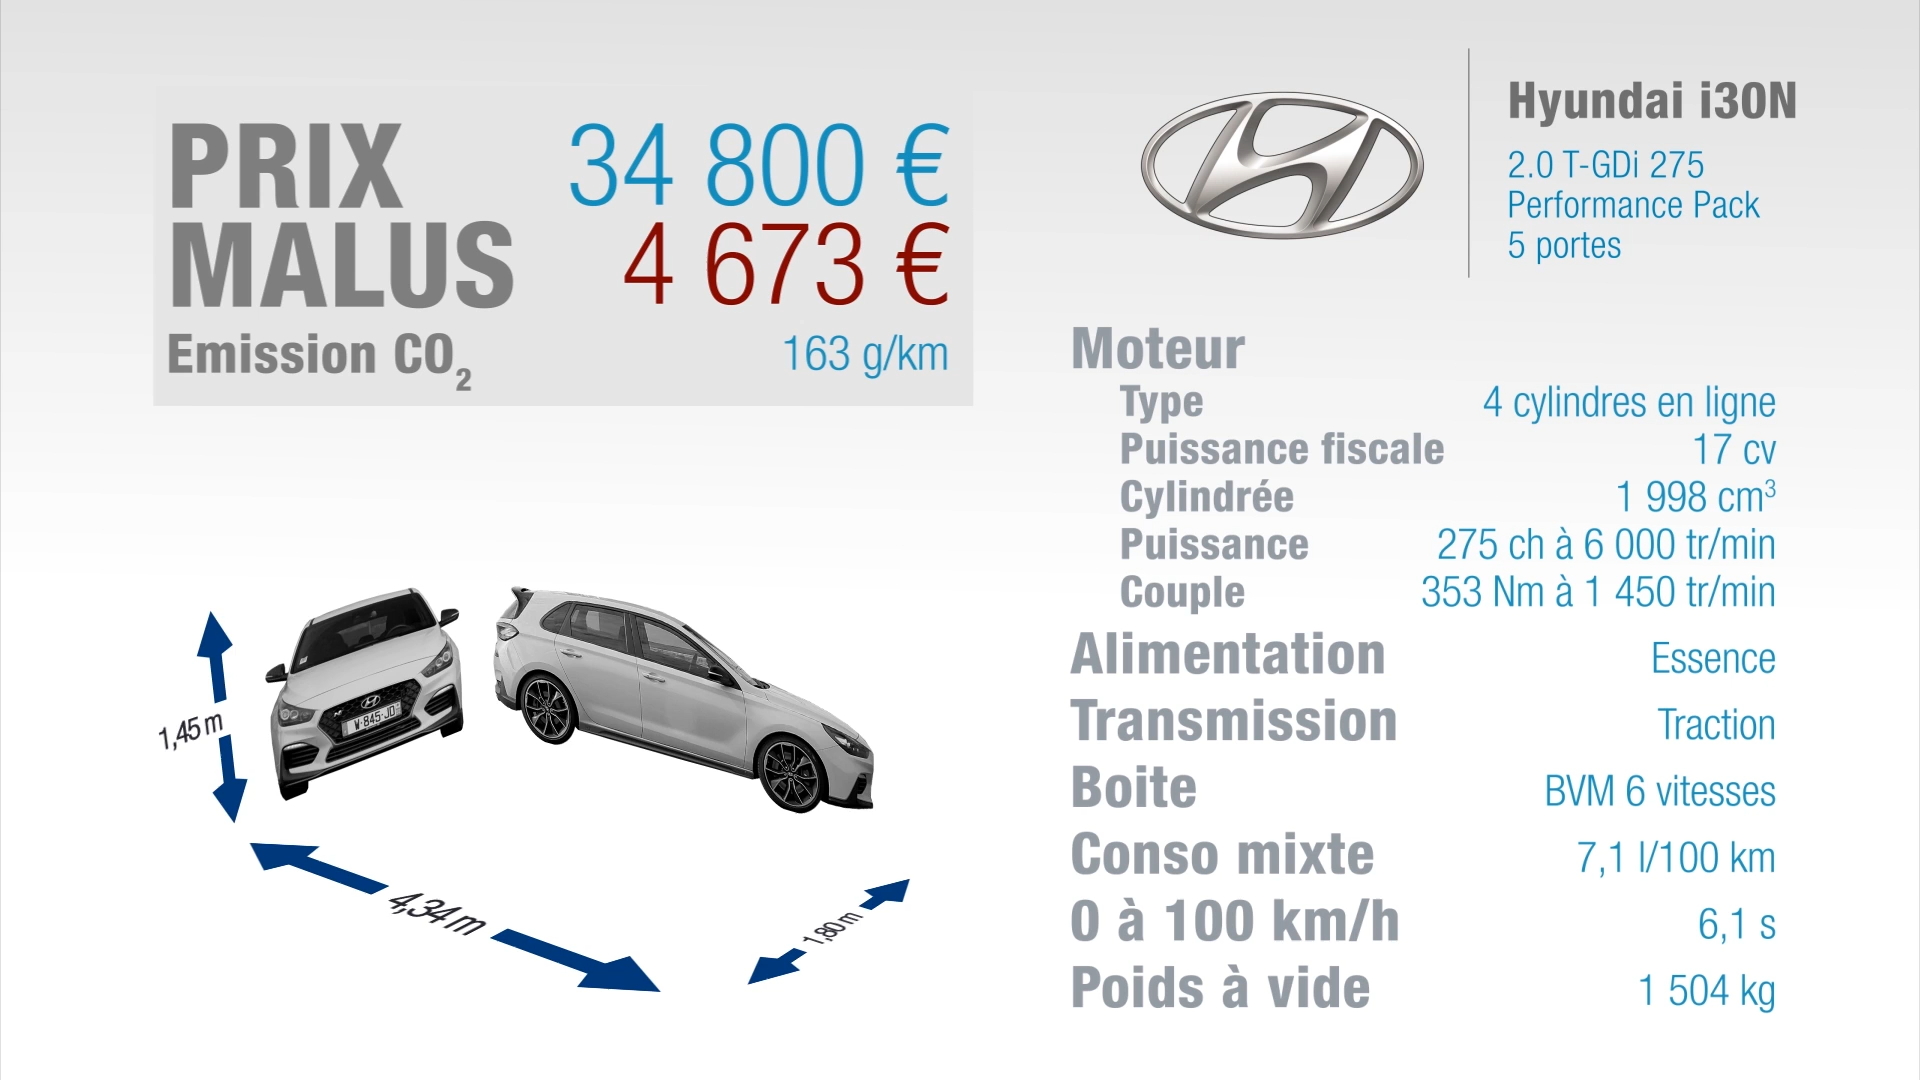 PRIX 34 800 €
MALUS 4 673 €
Emission CO₂ 163 g/km
Hyundai i30N
2.0 T-GDi 275
Performance Pack
5 portes
Moteur
Type 4 cylindres en ligne
Puissance fiscale 17 cv
Cylindrée 1 998 cm³
Puissance 275 ch à 6 000 tr/min
Couple 353 Nm à 1 450 tr/min
Alimentation Essence
Transmission Traction
Boite BVM 6 vitesses
Conso mixte 7,1 l/100 km
0 à 100 km/h 6,1 s
Poids à vide 1 504 kg
1,45 m
W-845-JD
4,34 m
1,80 m